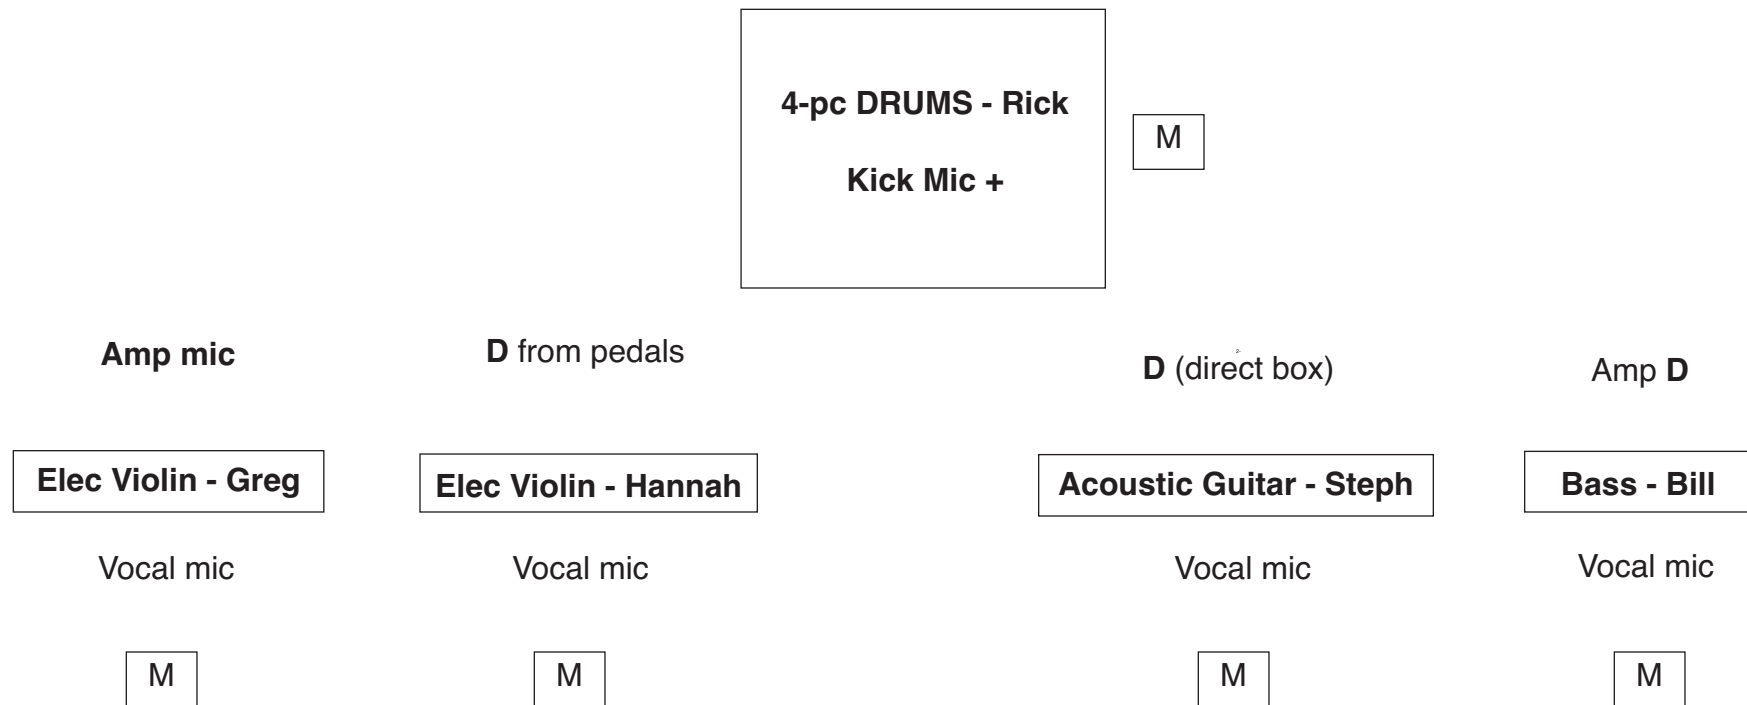 4-pc DRUMS - Rick
M
Kick Mic +
Amp mic
D from pedals
D (direct box)
Amp D
Elec Violin - Greg
Elec Violin - Hannah
Acoustic Guitar - Steph
Bass - Bill
Vocal mic
Vocal mic
Vocal mic
Vocal mic
M
M
M
M